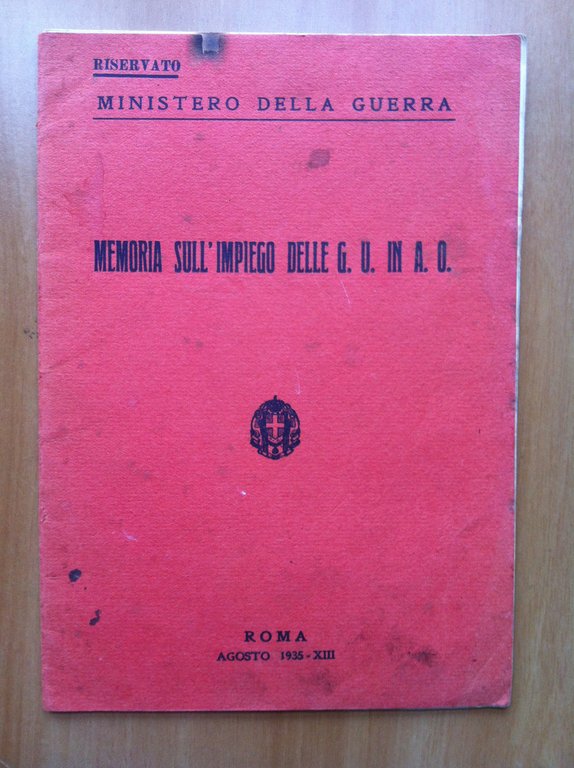 RISERVATO
MINISTERO DELLA GUERRA
MEMORIA SULL'IMPIEGO DELLE G. U. IN A. O.
ROMA
AGOSTO 1935 - XIII